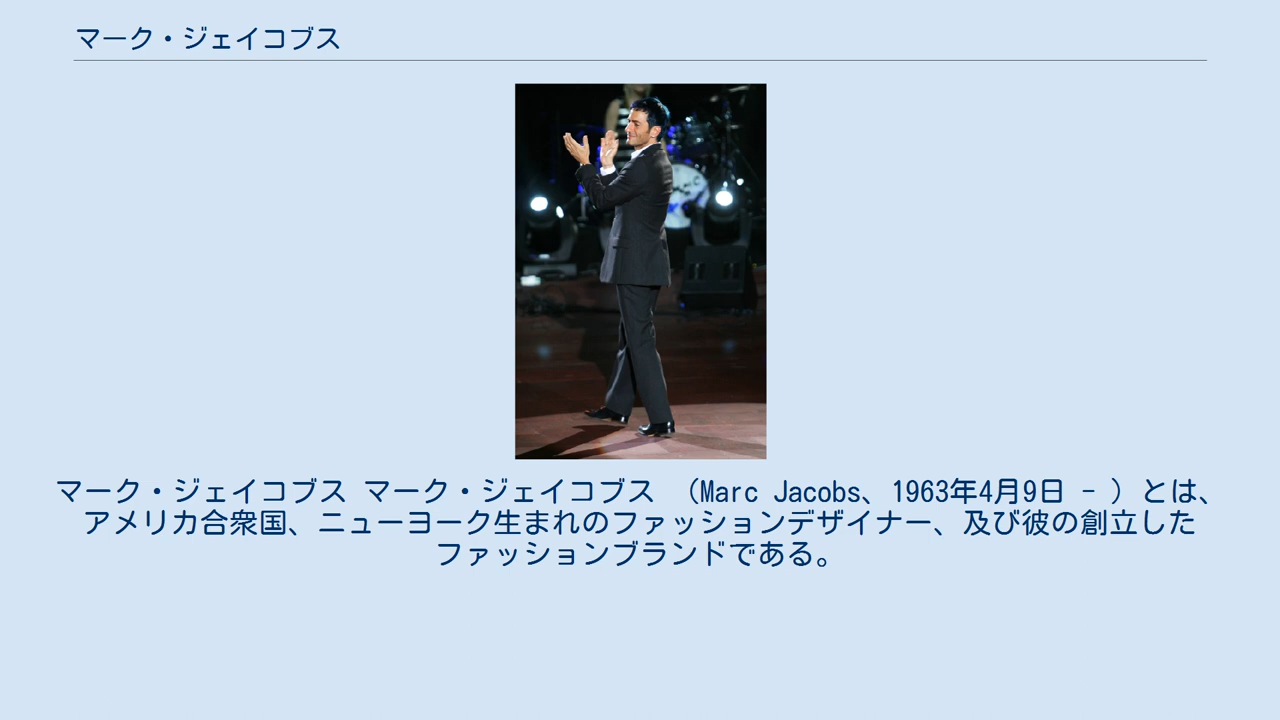 マーク・ジェイコブス
マーク・ジェイコブス マーク・ジェイコブス （Marc Jacobs、1963年4月9日 - ）とは、
アメリカ合衆国、ニューヨーク生まれのファッションデザイナー、及び彼の創立した
ファッションブランドである。